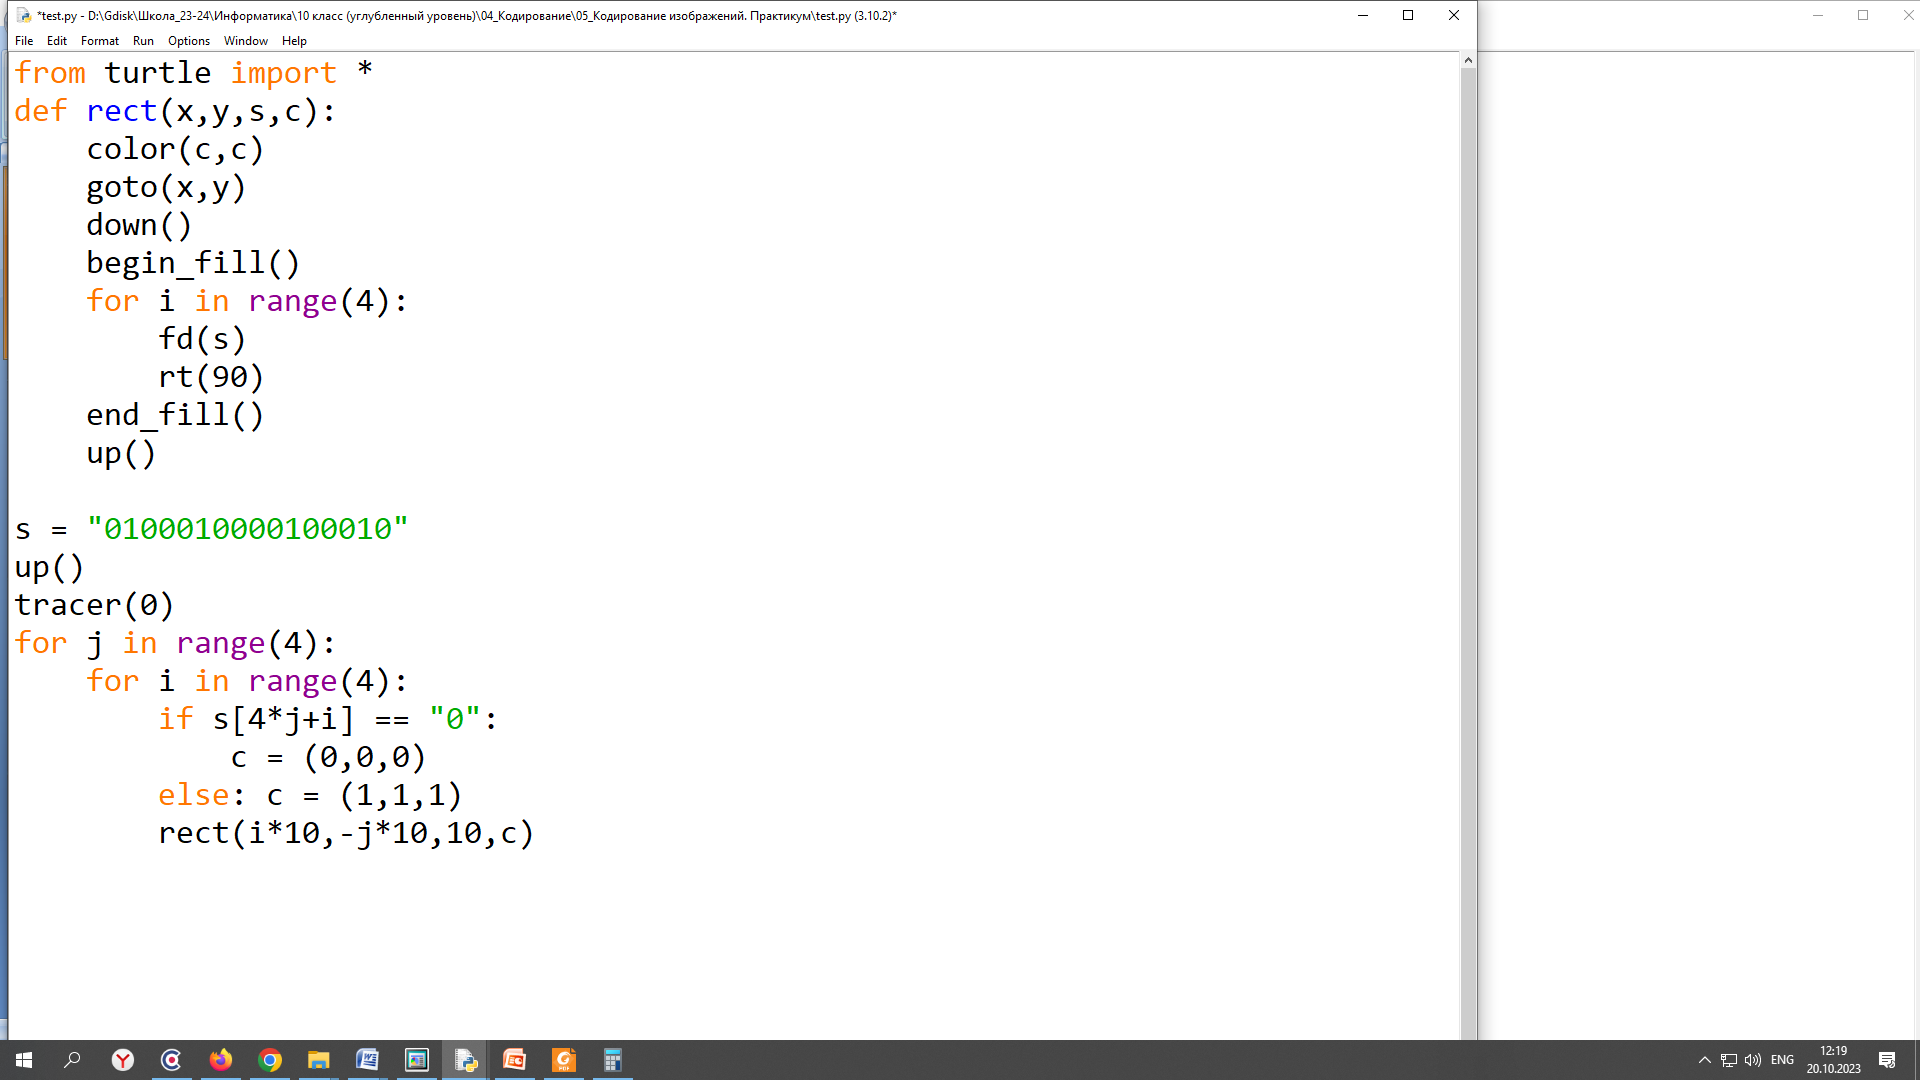 *test.py - D:\Gdisk\Школа_23-24\Информатика\10 класс (углубленный уровень)\04_Кодирование\05_Кодирование изображений. Практикум\test.py (3.10.2)*
File Edit Format Run Options Window Help
from turtle import *
def rect(x,y,s,c):
    color(c,c)
    goto(x,y)
    down()
    begin_fill()
    for i in range(4):
        fd(s)
        rt(90)
    end_fill()
    up()
s = "0100010000100010"
up()
tracer(0)
for j in range(4):
    for i in range(4):
        if s[4*j+i] == "0":
            c = (0,0,0)
        else: c = (1,1,1)
        rect(i*10,-j*10,10,c)
ENG
12:19
20.10.2023